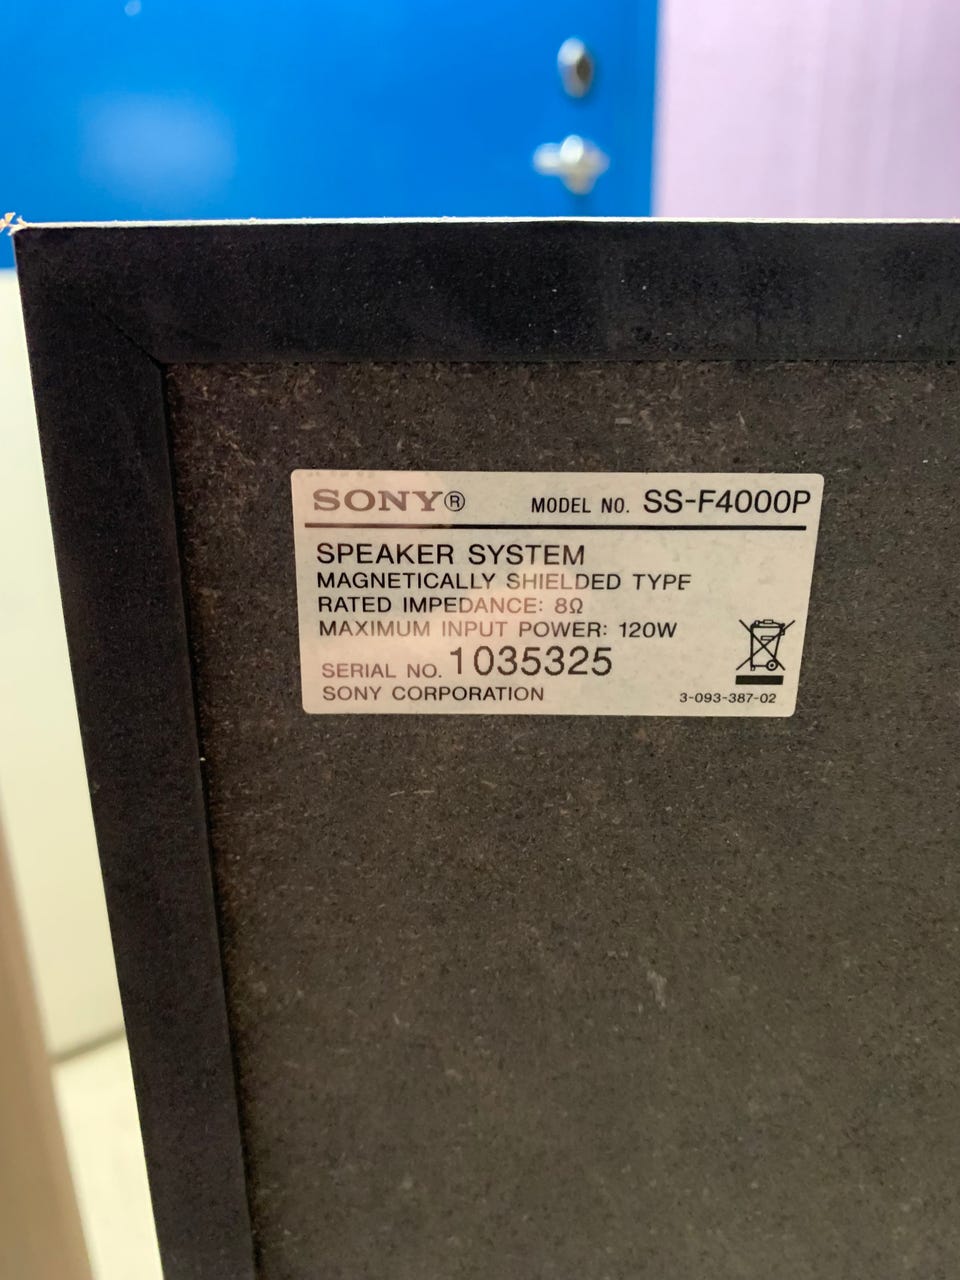 SONY® MODEL NO. SS-F4000P
SPEAKER SYSTEM
MAGNETICALLY SHIELDED TYPE
RATED IMPEDANCE: 8Ω
MAXIMUM INPUT POWER: 120W
SERIAL NO. 1035325
SONY CORPORATION 3-093-387-02